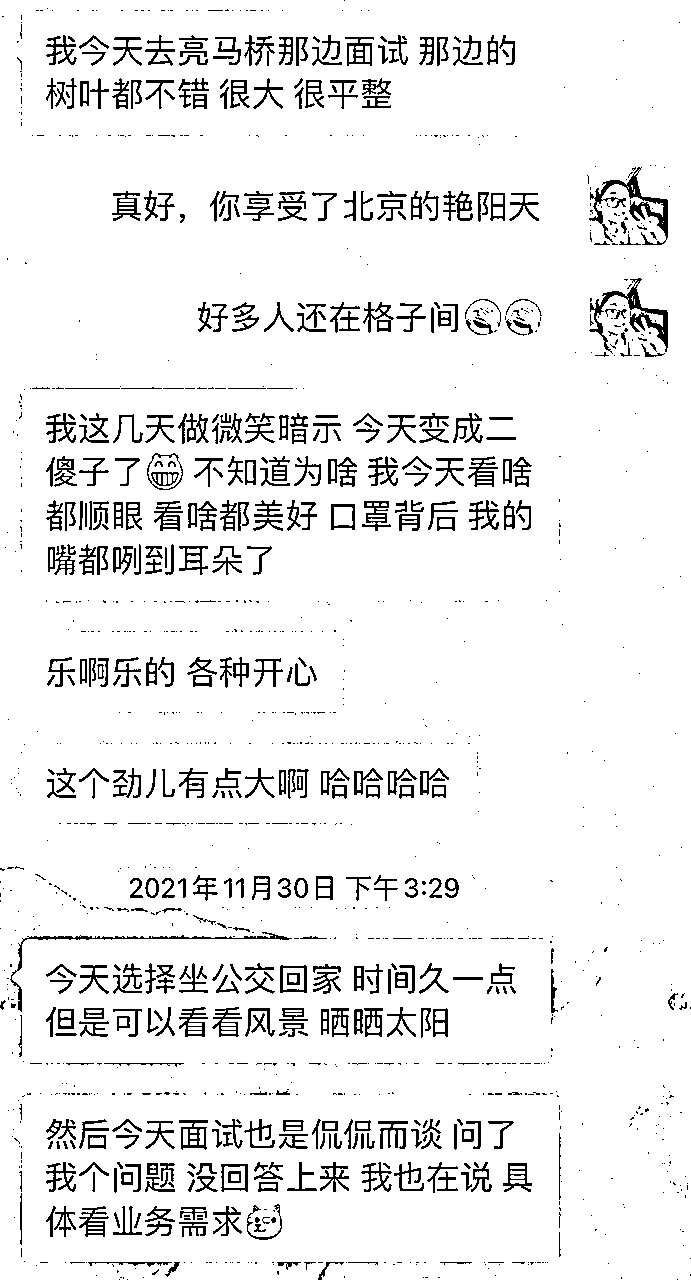 我今天去亮马桥那边面试 那边的
树叶都不错 很大 很平整
真好，你享受了北京的艳阳天
好多人还在格子间
我这几天做微笑暗示 今天变成二
傻子了 不知道为啥 我今天看啥
都顺眼 看啥都美好 口罩背后 我的
嘴都咧到耳朵了
乐啊乐的 各种开心
这个劲儿有点大啊 哈哈哈哈
2021年11月30日 下午3:29
今天选择坐公交回家 时间久一点
但是可以看看风景 晒晒太阳
然后今天面试也是侃侃而谈 问了
我个问题 没回答上来 我也在说 具
体看业务需求